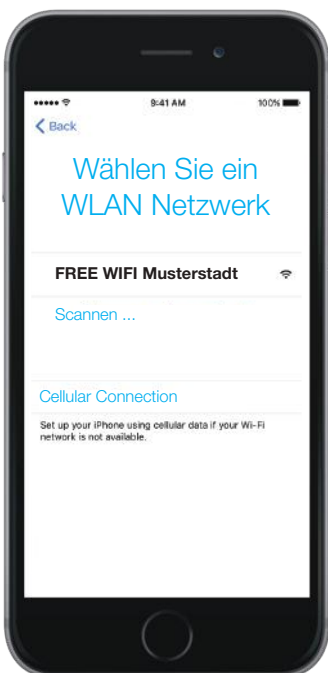 9:41 AM 100%
Back
Wählen Sie ein
WLAN Netzwerk
FREE WIFI Musterstadt
Scannen ...
Cellular Connection
Set up your iPhone using cellular data if your Wi-Fi
network is not available.